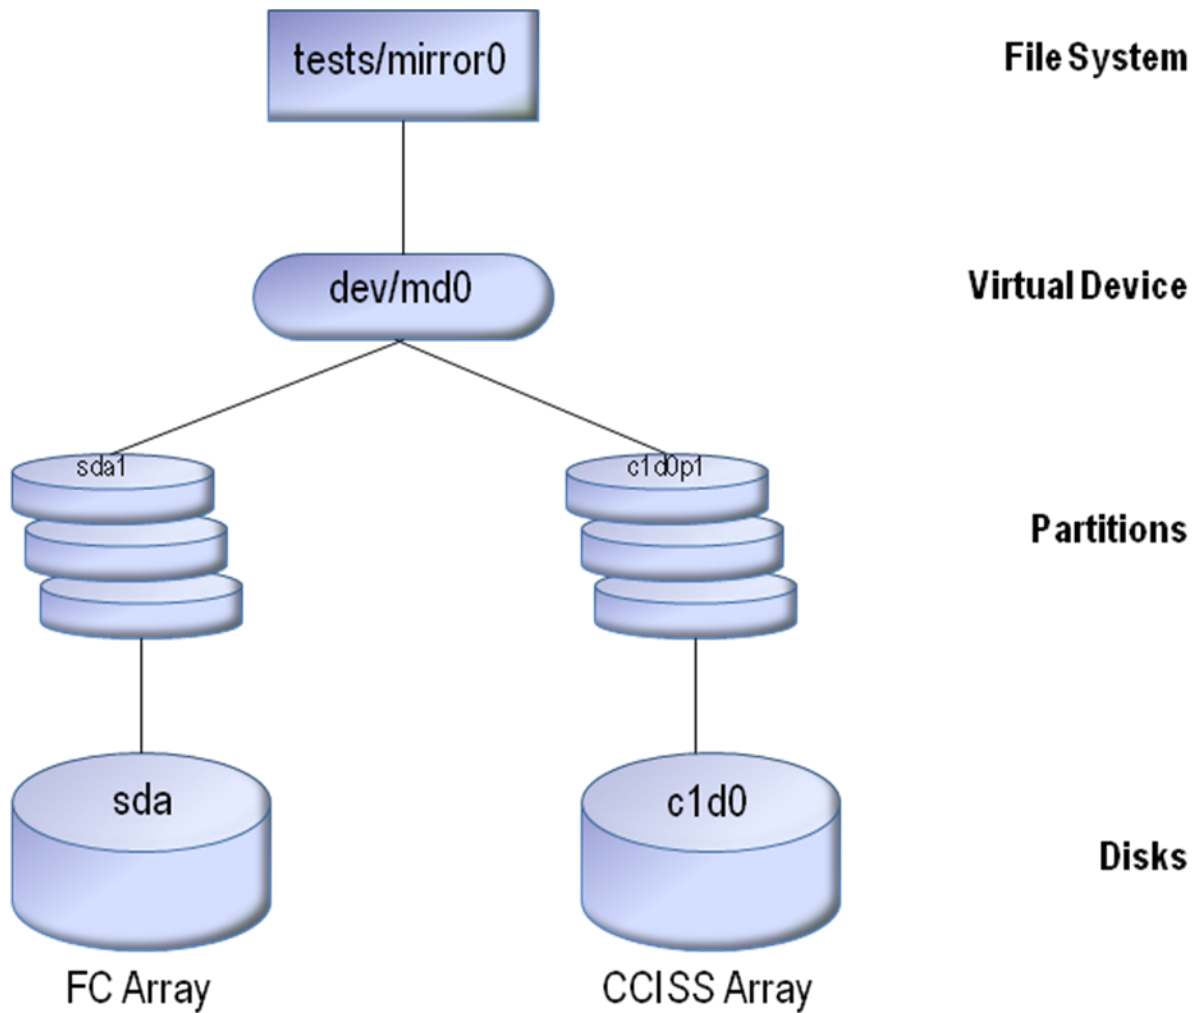 tests/mirror0
File System
dev/md0
Virtual Device
sda1
c1d0p1
Partitions
sda
c1d0
Disks
FC Array
CCISS Array